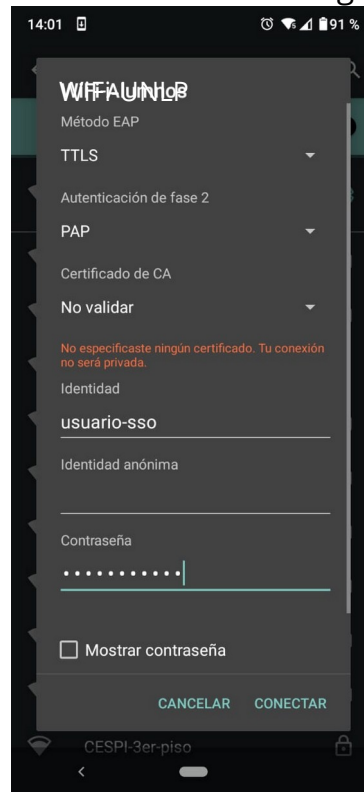 14:01 91 %
Método EAP
TTLS
Autenticación de fase 2
PAP
Certificado de CA
No validar
No especificaste ningún certificado. Tu conexión
no será privada.
Identidad
usuario-sso
Identidad anónima
Contraseña
•••••••••••
Mostrar contraseña
CANCELAR CONECTAR
CESPI-3er-piso